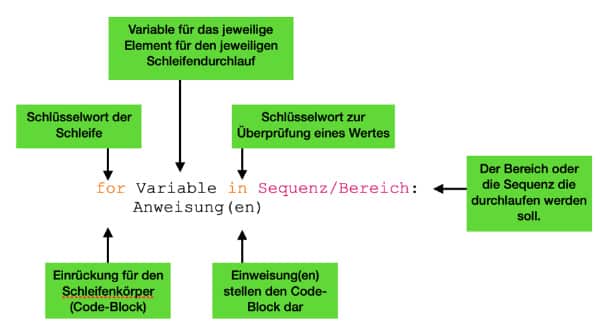 Variable für das jeweilige
Element für den jeweiligen
Schleifendurchlauf
Schlüsselwort der
Schleife
Schlüsselwort zur
Überprüfung eines Wertes
for Variable in Sequenz/Bereich:
Anweisung(en)
Der Bereich oder
die Sequenz die
durchlaufen werden
soll.
Einrückung für den
Schleifenkörper
(Code-Block)
Einweisung(en)
stellen den Code-
Block dar